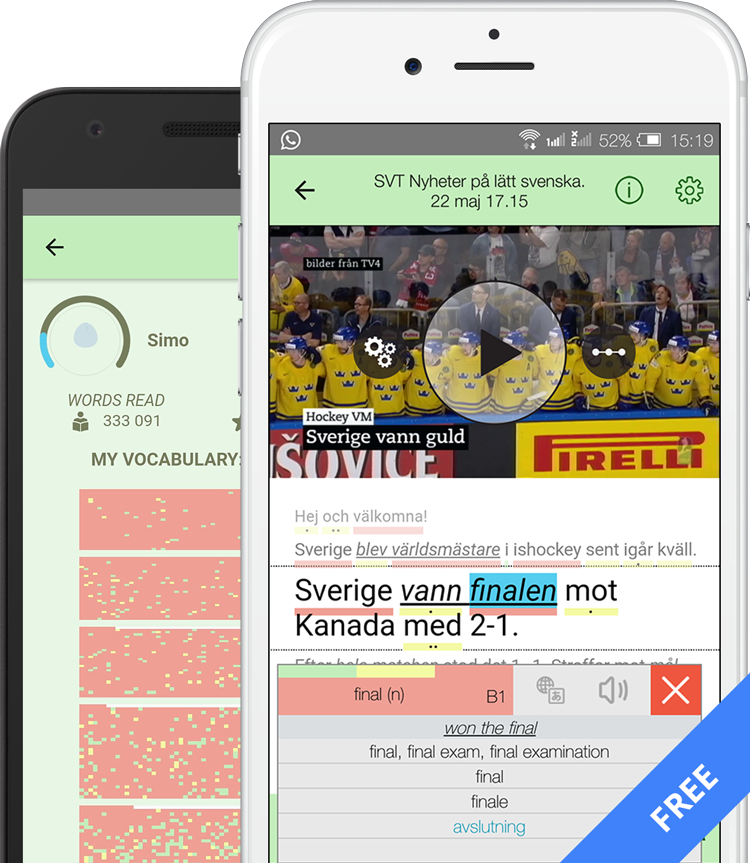 52%
15:19
SVT Nyheter på lätt svenska.
22 maj 17.15
bilder från TV4
Hockey VM
Sverige vann guld
ŠOVICE
PIRELLI
Hej och välkomna!
Sverige blev världsmästare i ishockey sent igår kväll.
Sverige vann finalen mot
Kanada med 2-1.
final (n)
B1
won the final
final, final exam, final examination
final
finale
avslutning
FREE
Simo
WORDS READ
333 091
MY VOCABULARY: